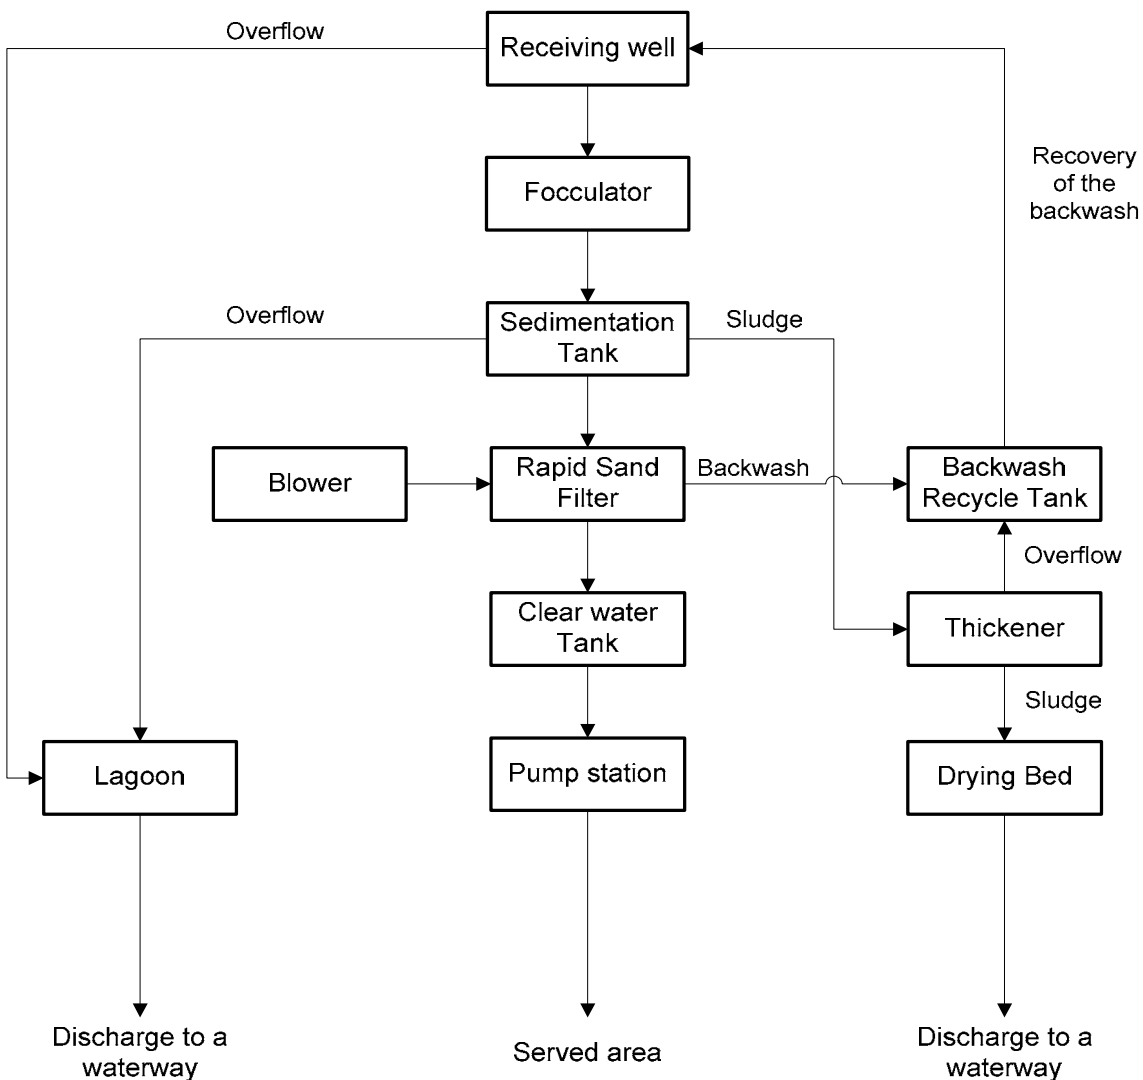 Overflow
Receiving well
Recovery
of the
backwash
Focculator
Overflow
Sedimentation
Tank
Sludge
Blower
Rapid Sand
Filter
Backwash
Backwash
Recycle Tank
Overflow
Clear water
Tank
Thickener
Sludge
Lagoon
Pump station
Drying Bed
Discharge to a
waterway
Served area
Discharge to a
waterway